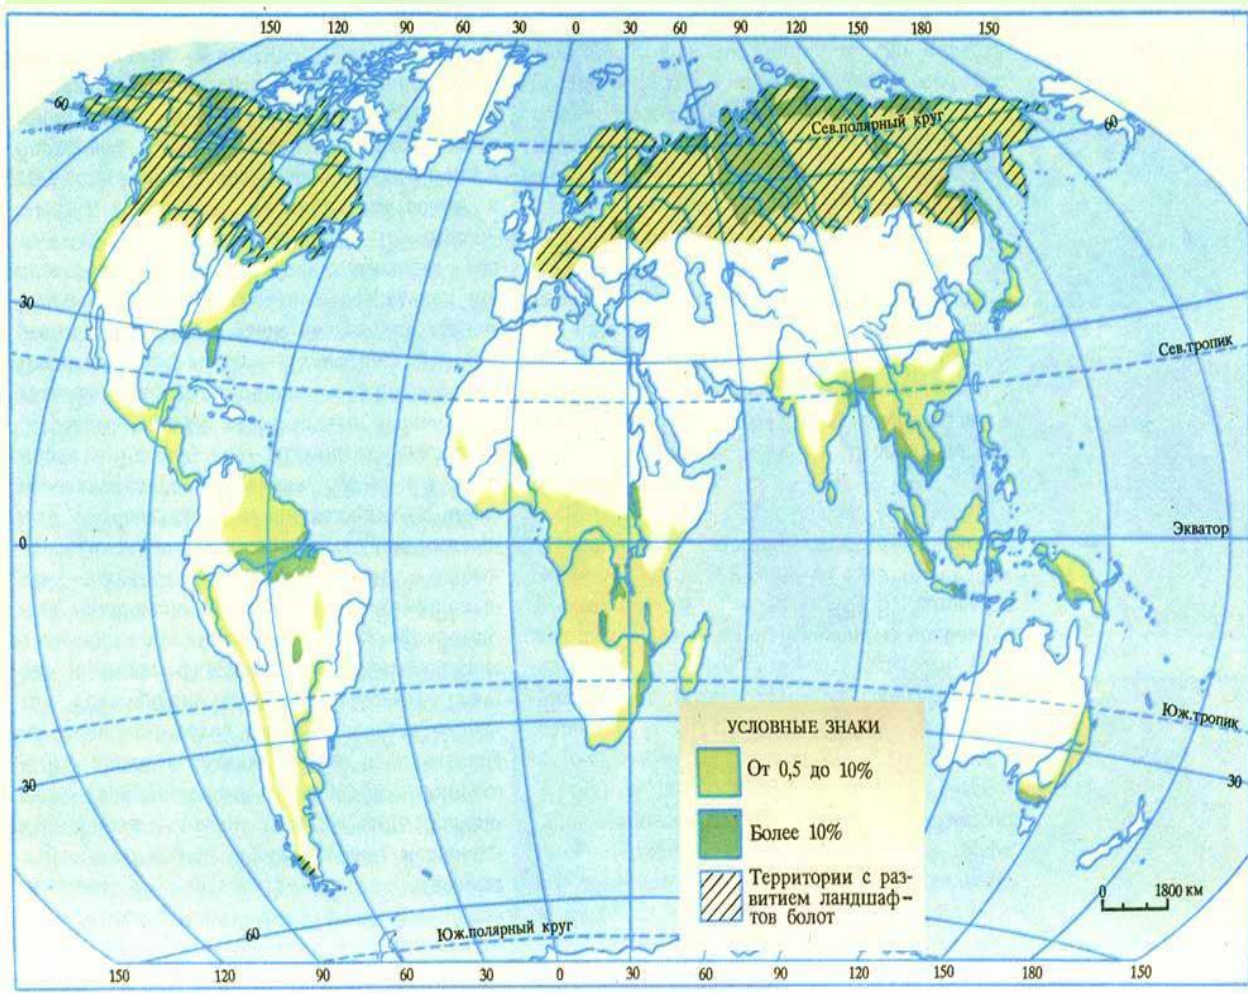 150 120 90 60 30 0 30 60 90 120 150 180 150
60
Сев.полярный круг
60
30
Сев.тропик
Экватор
0
Юж.тропик
30
30
УСЛОВНЫЕ ЗНАКИ
От 0,5 до 10%
Более 10%
Территории с раз-
витием ландшаф-
тов болот
0 1800 км
60
Юж.полярный круг
150 120 90 60 30 0 30 60 90 120 150 180 150